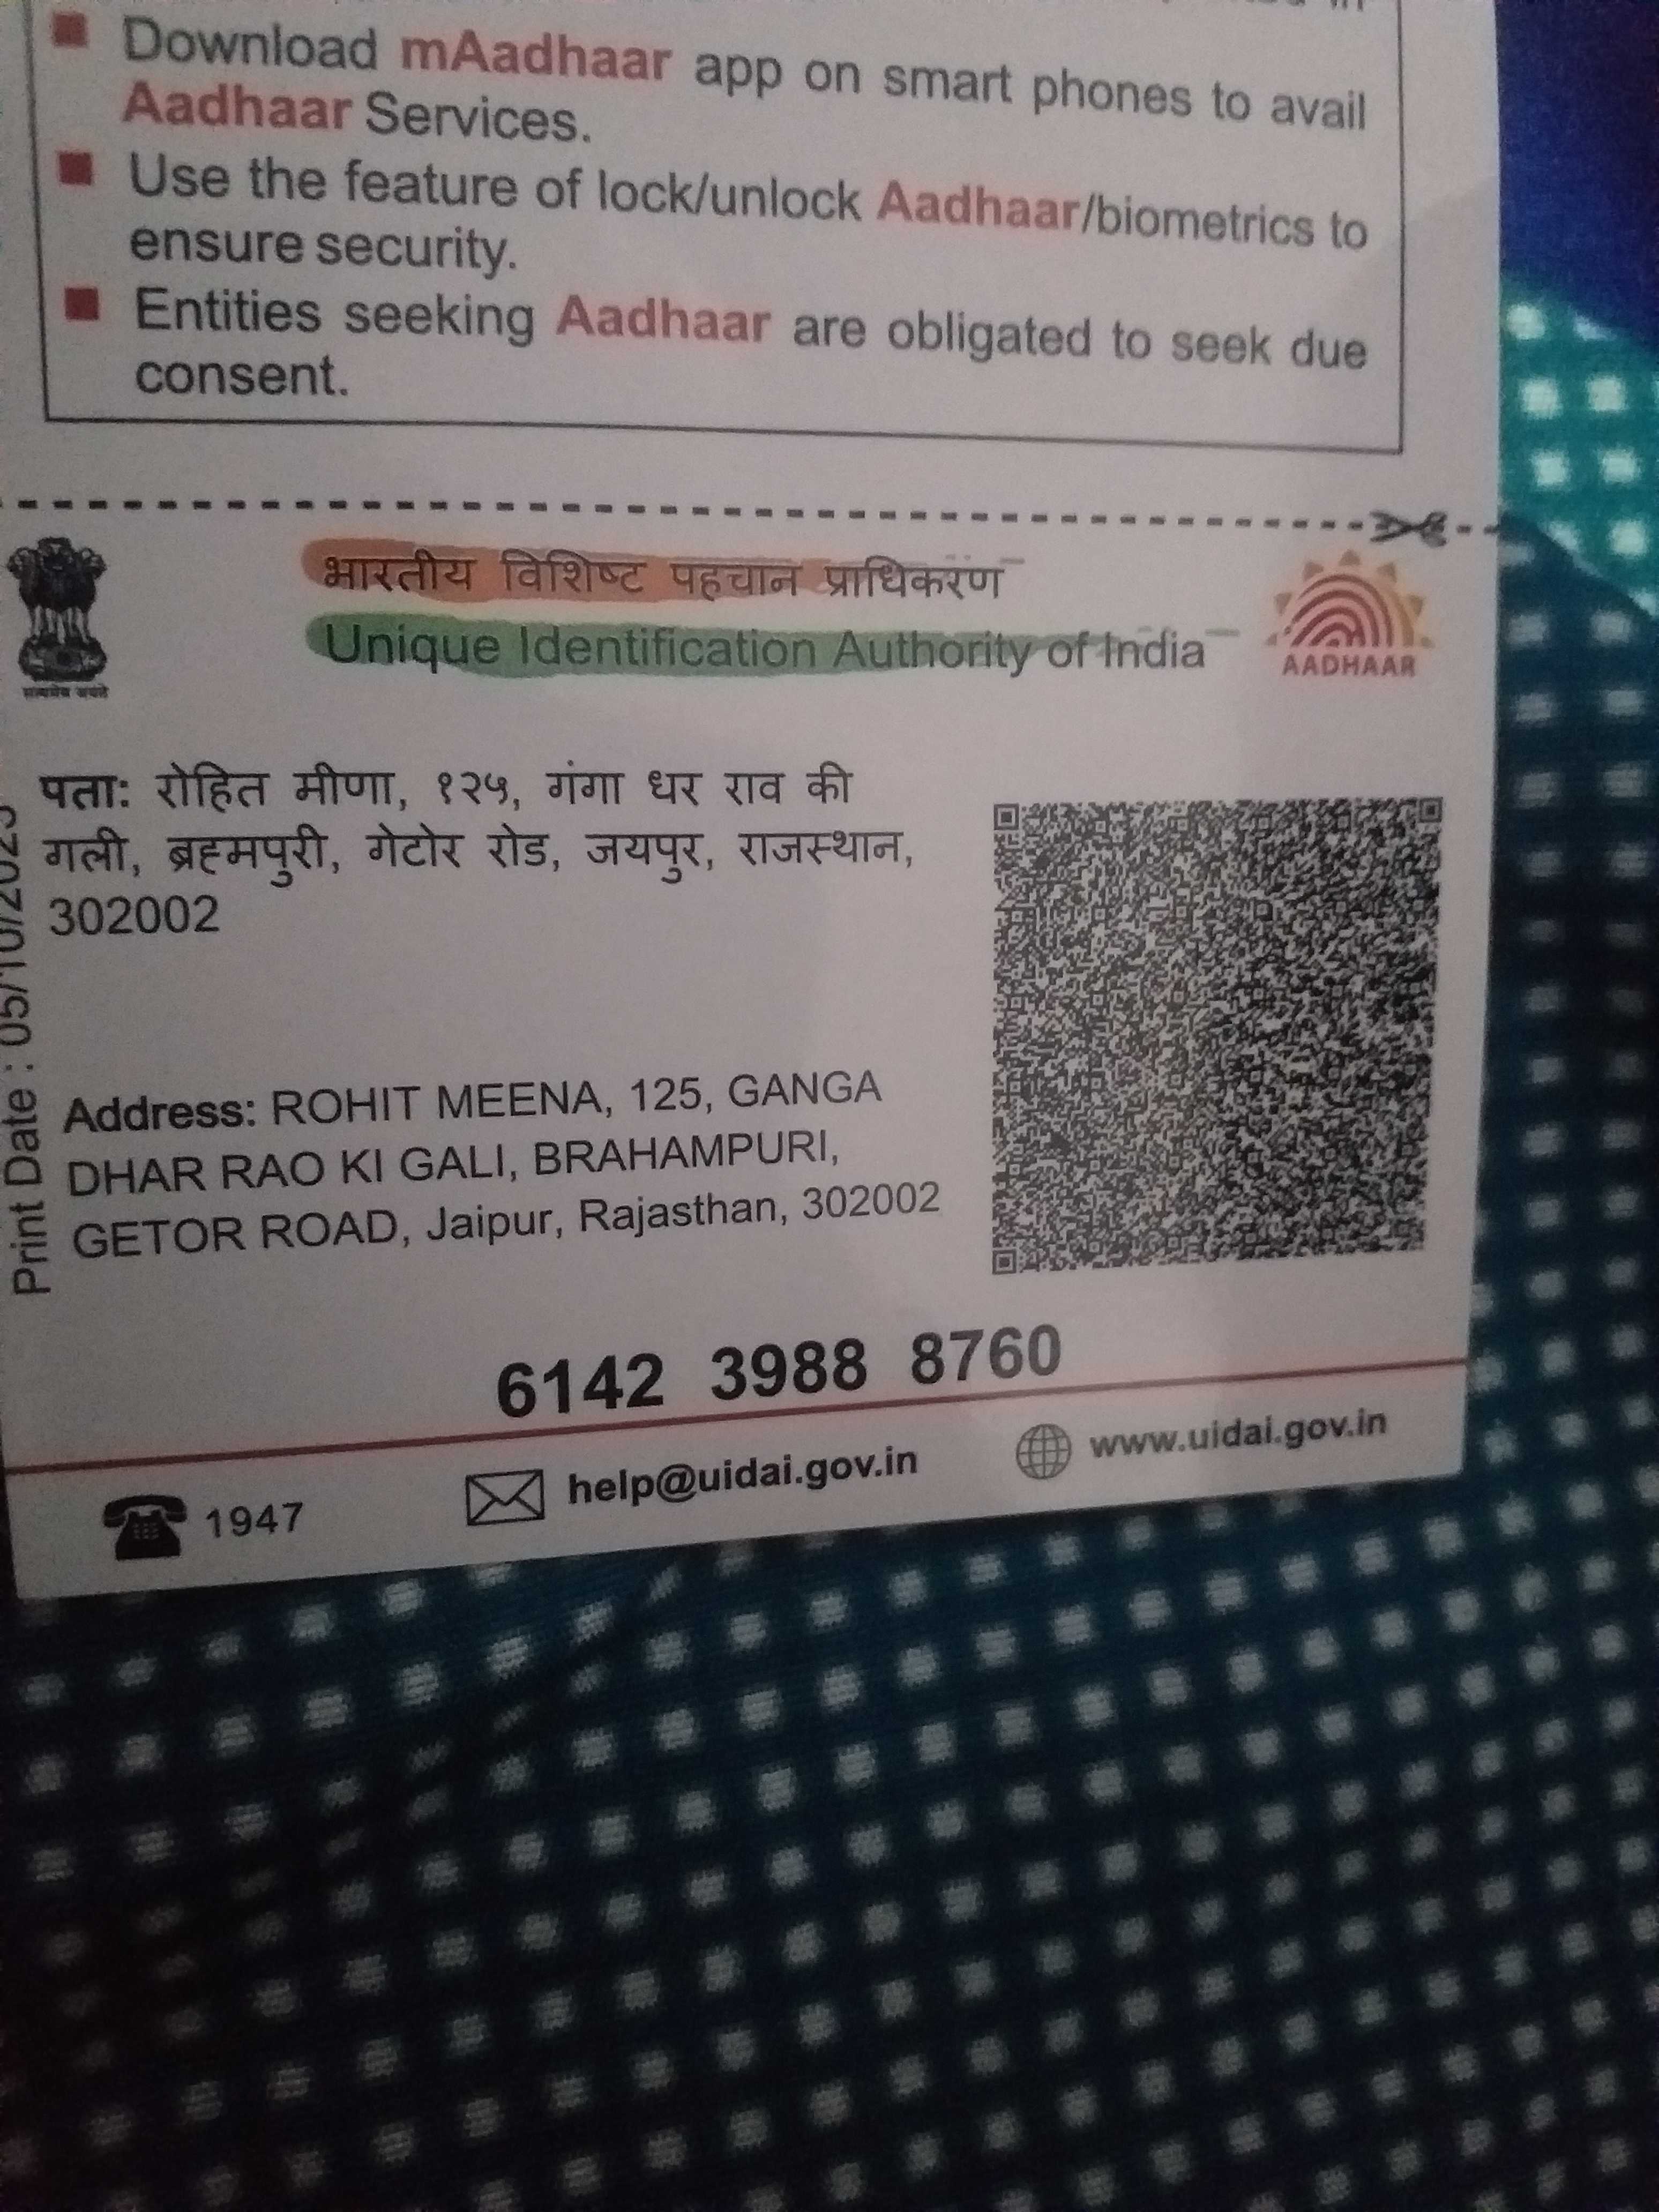 Download mAadhaar app on smart phones to avail
Aadhaar Services.
Use the feature of lock/unlock Aadhaar/biometrics to
ensure security.
Entities seeking Aadhaar are obligated to seek due
consent.
भारतीय विशिष्ट पहचान प्राधिकरण
Unique Identification Authority of India
सत्यमेव जयते
AADHAAR
पता: रोहित मीणा, १२५, गंगा धर राव की
गली, ब्रह्मपुरी, गेटोर रोड, जयपुर, राजस्थान,
302002
Print Date : 05/10/2023
Address: ROHIT MEENA, 125, GANGA
DHAR RAO KI GALI, BRAHAMPURI,
GETOR ROAD, Jaipur, Rajasthan, 302002
6142 3988 8760
1947
help@uidai.gov.in
www.uidai.gov.in